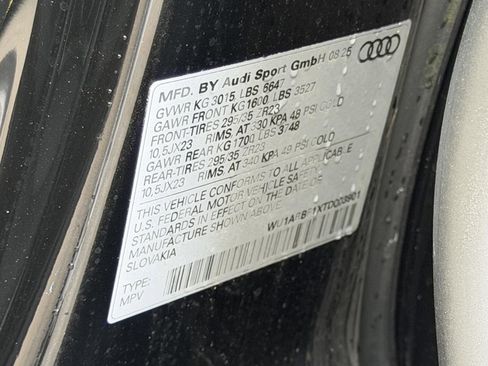 MFD. BY Audi Sport GmbH 08 25
GVWR KG 3015 LBS 6647
GAWR FRONT KG1600 LBS 3527
FRONT-TIRES 295/35 ZR23
10,5JX23 RIMS, AT 330 KPA 48 PSI COLD
GAWR REAR KG 1700 LBS 3748
REAR-TIRES 295/35 ZR23
10,5JX23 RIMS, AT 340 KPA 49 PSI COLD
THIS VEHICLE CONFORMS TO ALL APPLICABLE
U.S. FEDERAL MOTOR VEHICLE SAFETY
STANDARDS IN EFFECT ON THE DATE OF
MANUFACTURE SHOWN ABOVE.
SLOVAKIA
TYPE:
MPV